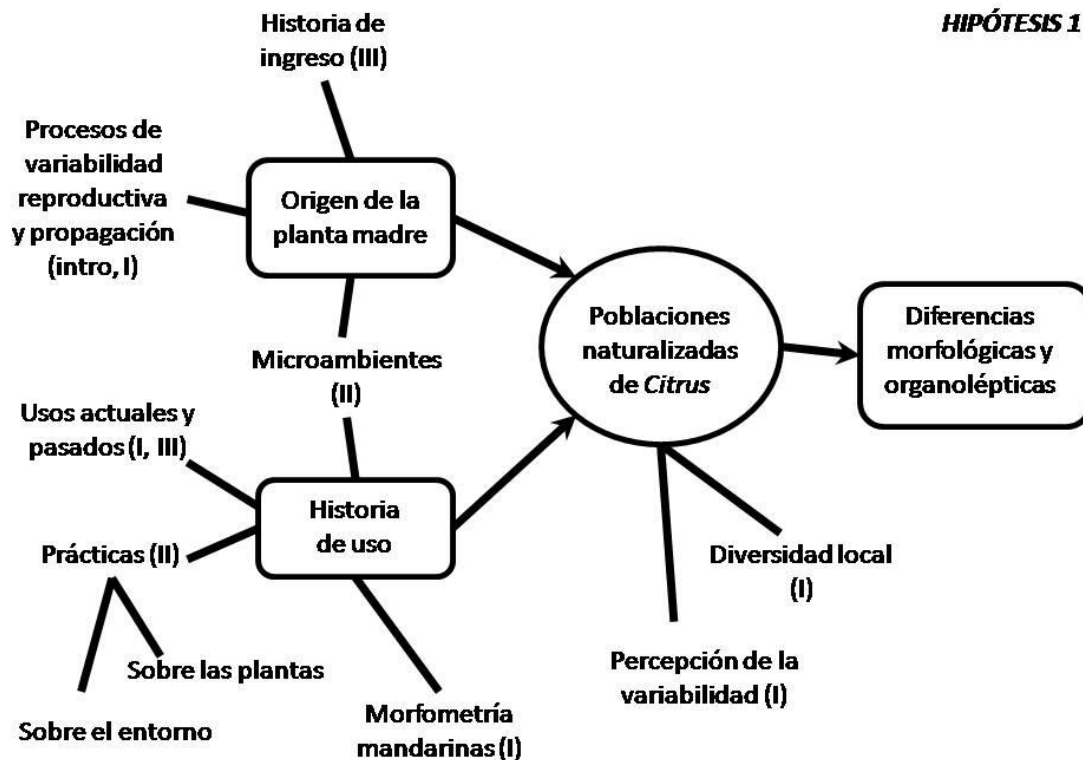 HIPÓTESIS 1
Historia de
ingreso (III)
Procesos de
variabilidad
reproductiva
y propagación
(intro, I)
Origen de la
planta madre
Microambientes
(II)
Usos actuales y
pasados (I, III)
Historia
de uso
Prácticas (II)
Sobre las plantas
Sobre el entorno
Morfometría
mandarinas (I)
Poblaciones
naturalizadas
de Citrus
Diferencias
morfológicas y
organolépticas
Diversidad local
(I)
Percepción de la
variabilidad (I)